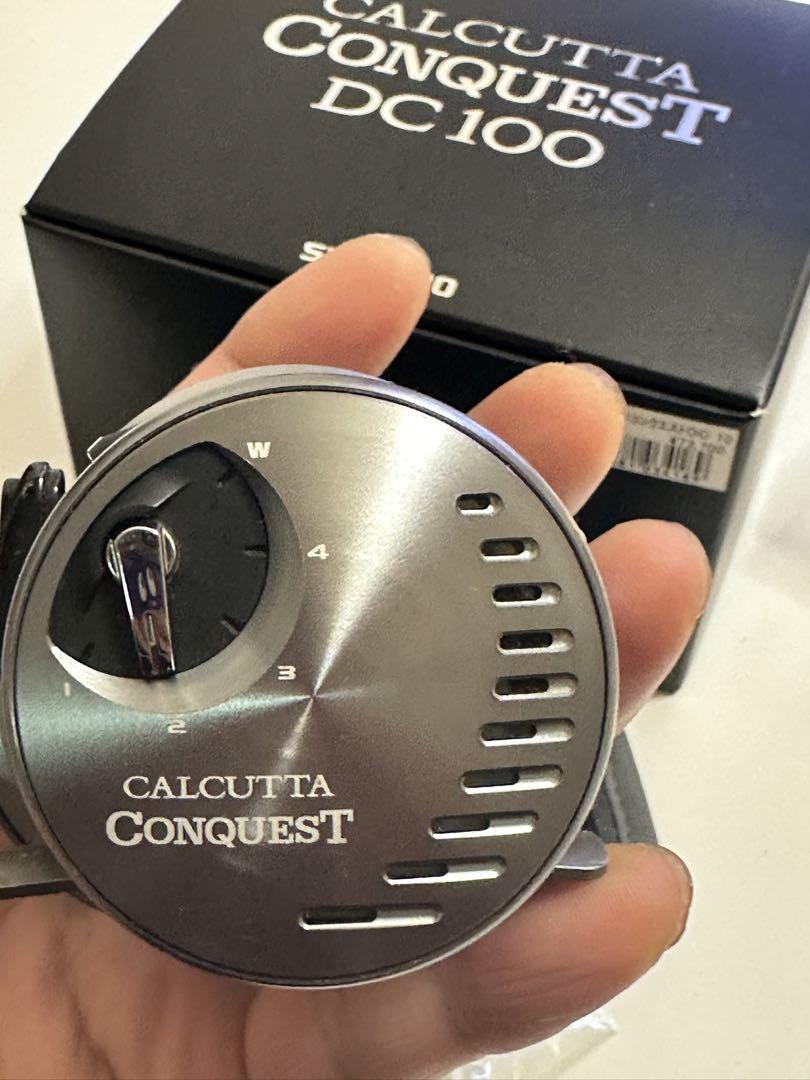 CALCUTTA
CONQUEST
DC 100
W
4
3
2
1
CALCUTTA
CONQUEST